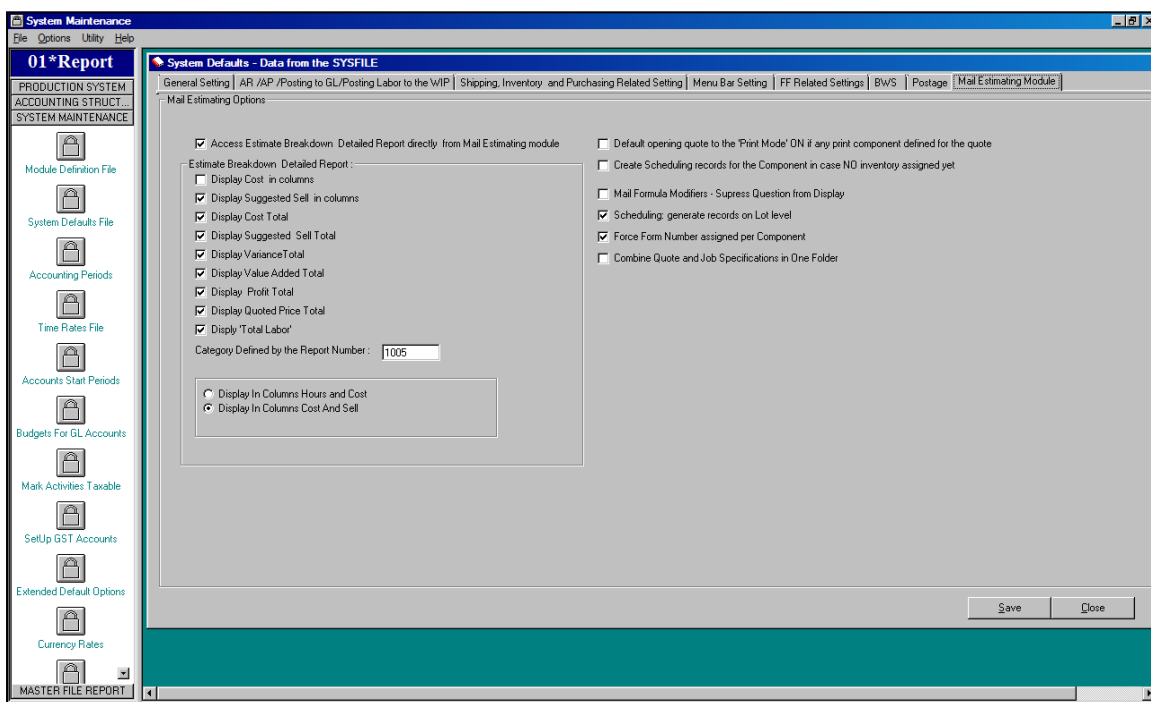 System Maintenance
File Options Utility Help
01*Report
PRODUCTION SYSTEM
ACCOUNTING STRUCT...
SYSTEM MAINTENANCE
Module Definition File
System Defaults File
Accounting Periods
Time Rates File
Accounts Start Periods
Budgets For GL Accounts
Mark Activities Taxable
SetUp GST Accounts
Extended Default Options
Currency Rates
MASTER FILE REPORT
System Defaults - Data from the SYSFILE
General Setting AR /AP /Posting to GL/Posting Labor to the WIP Shipping, Inventory and Purchasing Related Setting Menu Bar Setting FF Related Settings BWS Postage Mail Estimating Module
Mail Estimating Options
Access Estimate Breakdown Detailed Report directly from Mail Estimating module
Estimate Breakdown Detailed Report :
Display Cost in columns
Display Suggested Sell in columns
Display Cost Total
Display Suggested Sell Total
Display VarianceTotal
Display Value Added Total
Display Profit Total
Display Quoted Price Total
Disply 'Total Labor'
Category Defined by the Report Number : 1005
Display In Columns Hours and Cost
Display In Columns Cost And Sell
Default opening quote to the 'Print Mode' ON if any print component defined for the quote
Create Scheduling records for the Component in case NO inventory assigned yet
Mail Formula Modifiers - Supress Question from Display
Scheduling: generate records on Lot level
Force Form Number assigned per Component
Combine Quote and Job Specifications in One Folder
Save Close